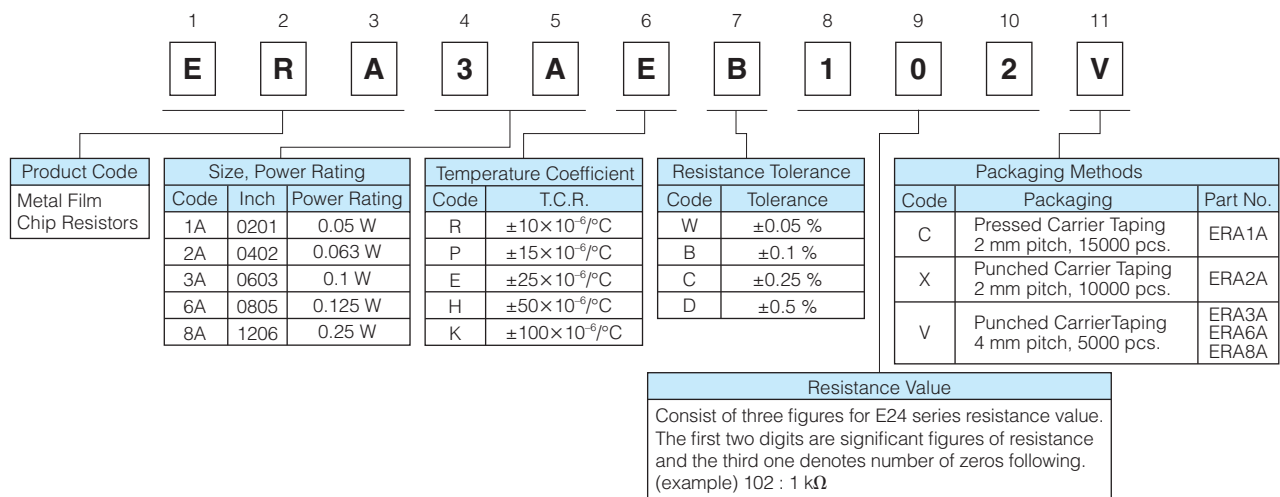 1 2 3 4 5 6 7 8 9 10 11
E R A 3 A E B 1 0 2 V
Product Code
Metal Film
Chip Resistors
Size, Power Rating
Code Inch Power Rating
1A 0201 0.05 W
2A 0402 0.063 W
3A 0603 0.1 W
6A 0805 0.125 W
8A 1206 0.25 W
Temperature Coefficient
Code T.C.R.
R ±10×10⁻⁶/°C
P ±15×10⁻⁶/°C
E ±25×10⁻⁶/°C
H ±50×10⁻⁶/°C
K ±100×10⁻⁶/°C
Resistance Tolerance
Code Tolerance
W ±0.05 %
B ±0.1 %
C ±0.25 %
D ±0.5 %
Packaging Methods
Code Packaging Part No.
C Pressed Carrier Taping
2 mm pitch, 15000 pcs. ERA1A
X Punched Carrier Taping
2 mm pitch, 10000 pcs. ERA2A
V Punched CarrierTaping
4 mm pitch, 5000 pcs. ERA3A
ERA6A
ERA8A
Resistance Value
Consist of three figures for E24 series resistance value.
The first two digits are significant figures of resistance
and the third one denotes number of zeros following.
(example) 102 : 1 kΩ